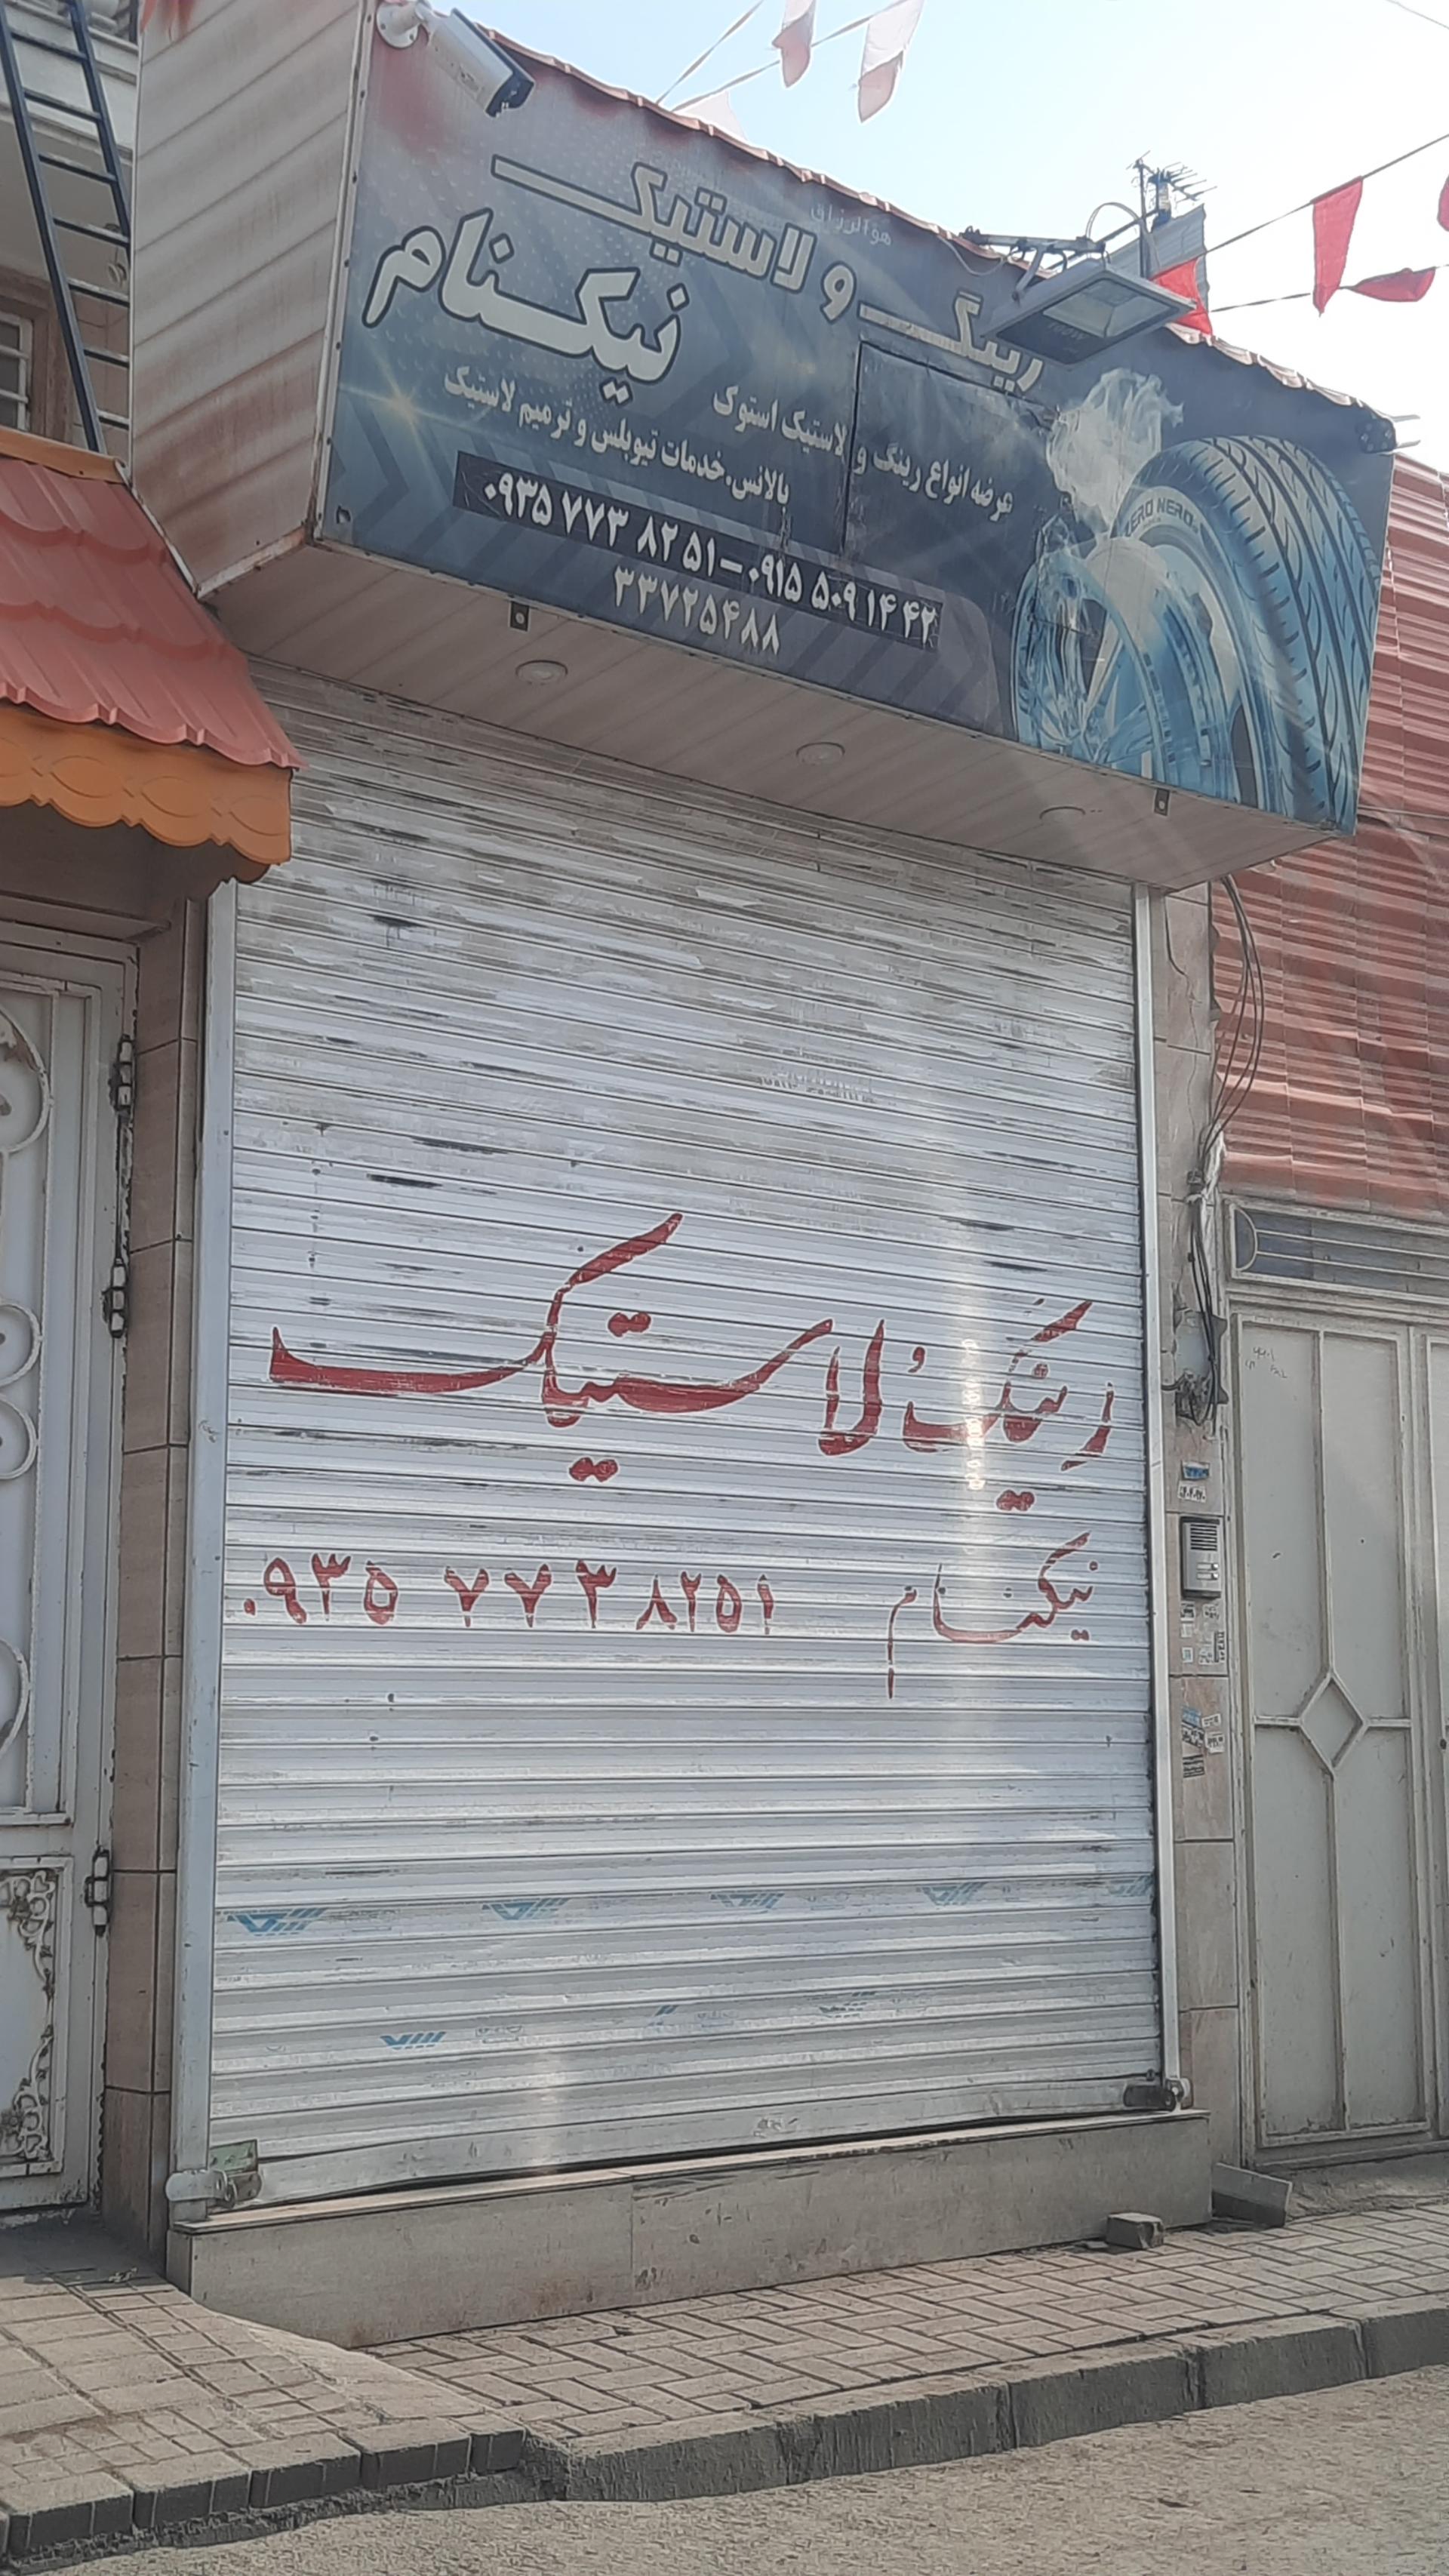 هوالرزاق
رینگ و لاستیک
نیکنام
عرضه انواع رینگ و لاستیک استوک
بالانس.خدمات تیوبلس و ترمیم لاستیک
۰۹۳۵ ۷۷۳ ۸۲ ۵۱ - ۰۹۱۵ ۵۰۹ ۱۴ ۴۲
۳۳۷۲۵۴۸۸
رینگ و لاستیک
نیکنام ۰۹۳۵ ۷۷۳ ۸۲۵۱